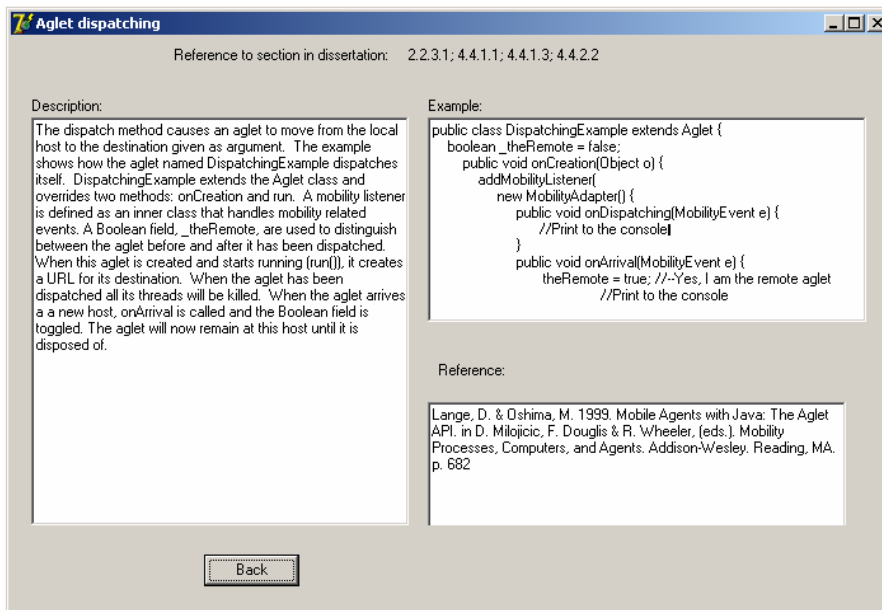 Aglet dispatching
Reference to section in dissertation: 2.2.3.1; 4.4.1.1; 4.4.1.3; 4.4.2.2
Description:
The dispatch method causes an aglet to move from the local
host to the destination given as argument. The example
shows how the aglet named DispatchingExample dispatches
itself. DispatchingExample extends the Aglet class and
overrides two methods: onCreation and run. A mobility listener
is defined as an inner class that handles mobility related
events. A Boolean field, _theRemote, are used to distinguish
between the aglet before and after it has been dispatched.
When this aglet is created and starts running (run()), it creates
a URL for its destination. When the aglet has been
dispatched all its threads will be killed. When the aglet arrives
a a new host, onArrival is called and the Boolean field is
toggled. The aglet will now remain at this host until it is
disposed of.
Example:
public class DispatchingExample extends Aglet {
boolean _theRemote = false;
public void onCreation(Object o) {
addMobilityListener(
new MobilityAdapter() {
public void onDispatching(MobilityEvent e) {
//Print to the console
}
public void onArrival(MobilityEvent e) {
theRemote = true; //--Yes, I am the remote aglet
//Print to the console
Reference:
Lange, D. & Oshima, M. 1999. Mobile Agents with Java: The Aglet
API. in D. Milojicic, F. Douglis & R. Wheeler, (eds.). Mobility
Processes, Computers, and Agents. Addison-Wesley. Reading, MA.
p. 682
Back